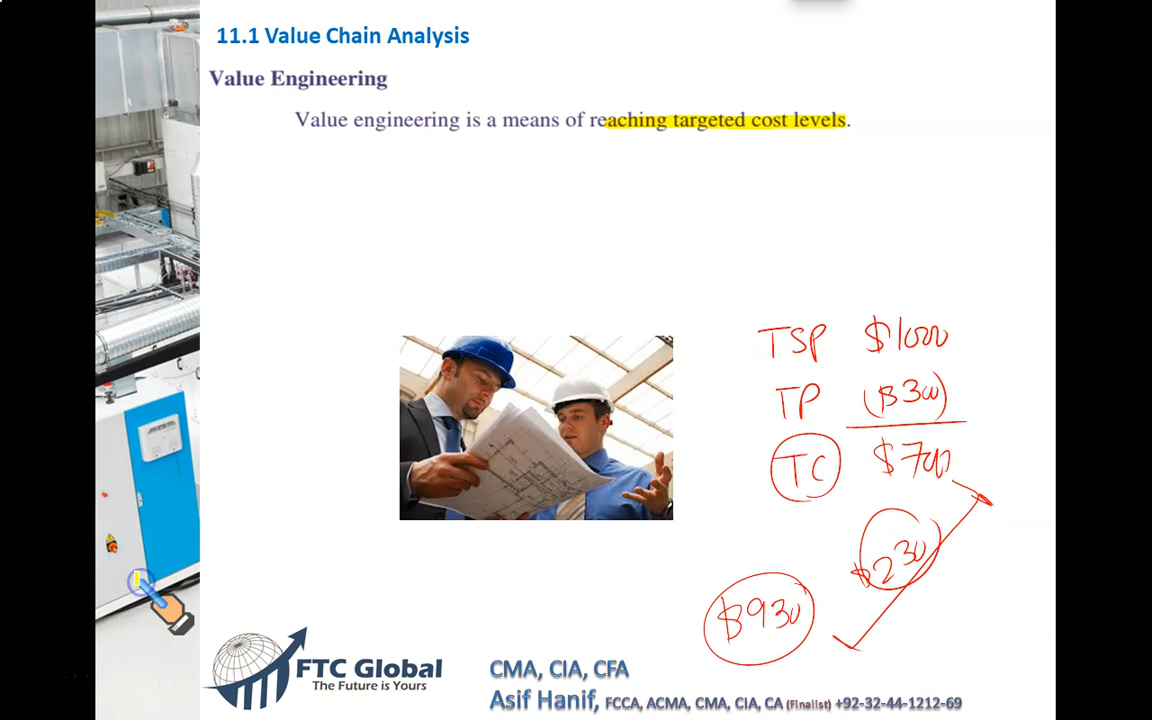 11.1 Value Chain Analysis
Value Engineering
Value engineering is a means of reaching targeted cost levels.
TSP $1000
TP ($300)
TC $700
$230
$930
FTC Global
The Future is Yours
CMA, CIA, CFA
Asif Hanif, FCCA, ACMA, CMA, CIA, CA (Finalist) +92-32-44-1212-69